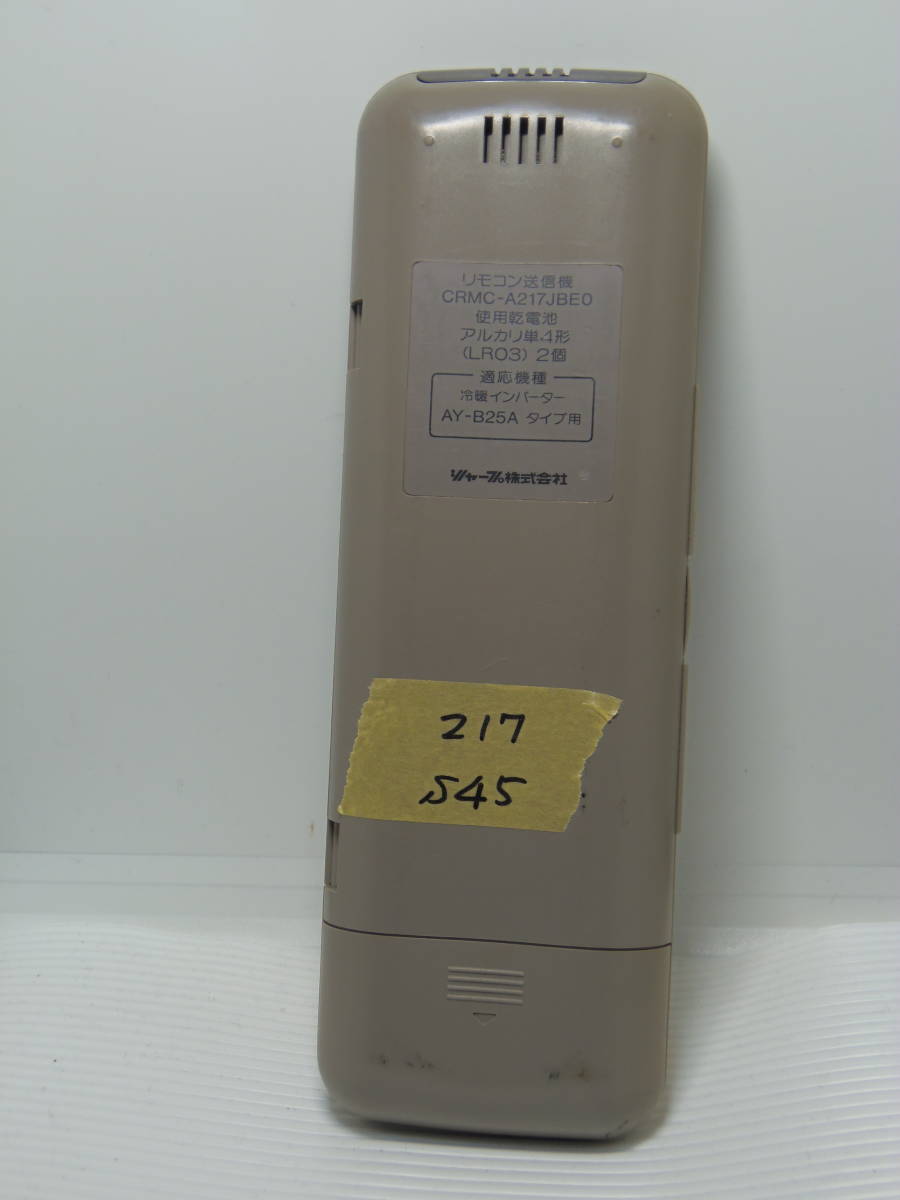 リモコン送信機
CRMC-A217JBE0
使用乾電池
アルカリ単4形
(LR03) 2個
適応機種
冷暖インバーター
AY-B25A タイプ用
シャープ株式会社
217
S45